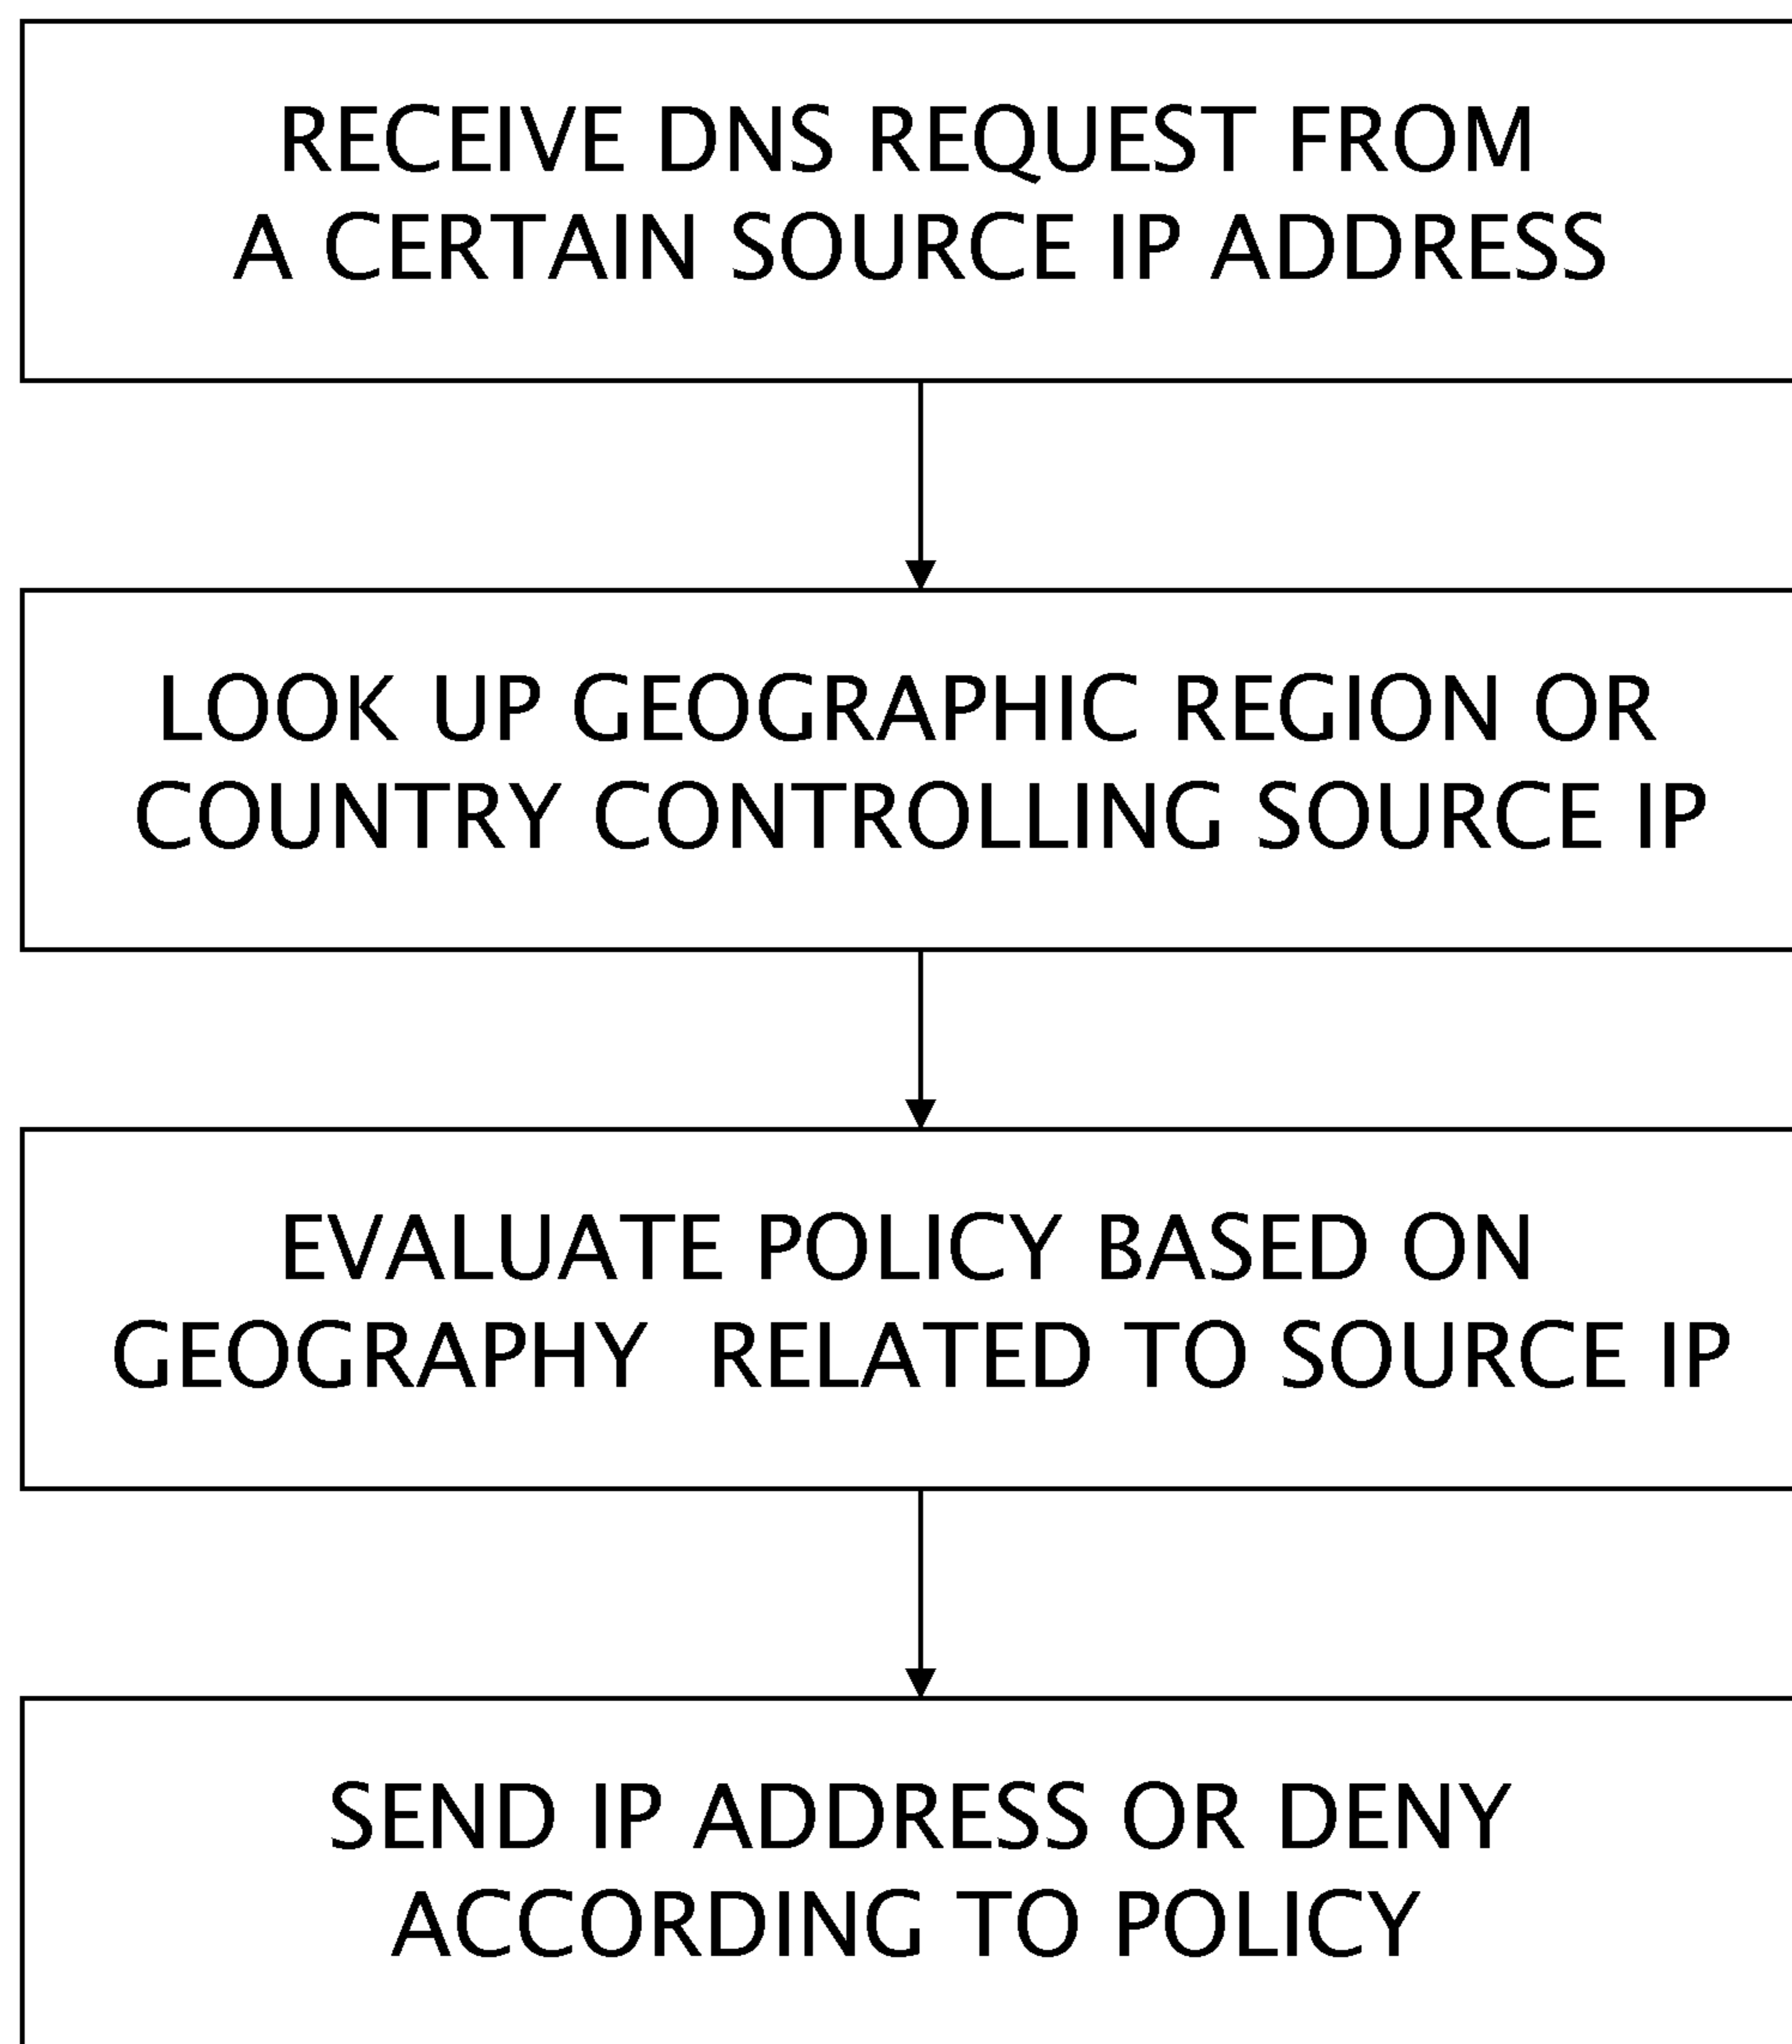 RECEIVE DNS REQUEST FROM
A CERTAIN SOURCE IP ADDRESS
LOOK UP GEOGRAPHIC REGION OR
COUNTRY CONTROLLING SOURCE IP
EVALUATE POLICY BASED ON
GEOGRAPHY RELATED TO SOURCE IP
SEND IP ADDRESS OR DENY
ACCORDING TO POLICY